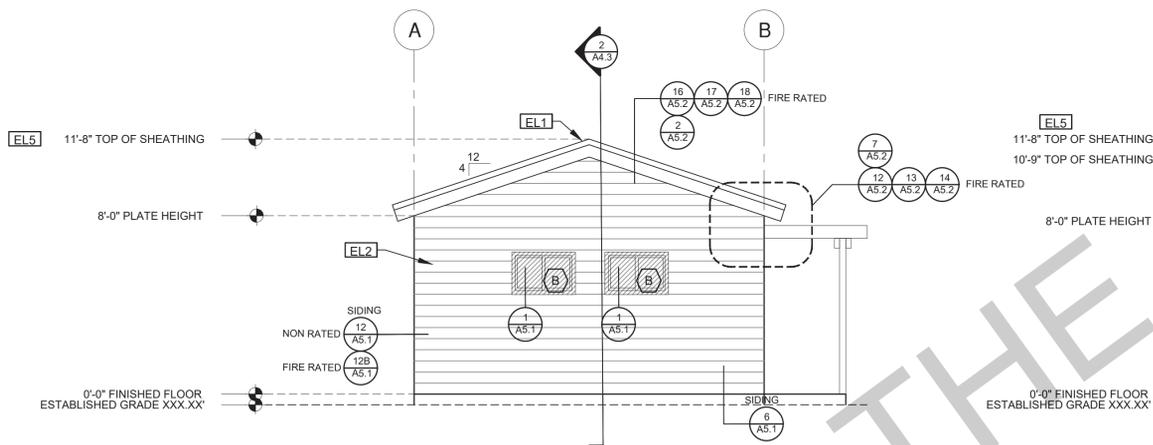 A
B
2
A4.3
16
A5.2
17
A5.2
18
A5.2
FIRE RATED
2
A5.2
EL1
EL5
11'-8" TOP OF SHEATHING
12
4
8'-0" PLATE HEIGHT
EL2
B
B
1
A5.1
1
A5.1
SIDING
NON RATED
12
A5.1
FIRE RATED
12B
A5.1
0'-0" FINISHED FLOOR
ESTABLISHED GRADE XXX.XX'
SIDING
6
A5.1
7
A5.2
12
A5.2
13
A5.2
14
A5.2
FIRE RATED
EL5
11'-8" TOP OF SHEATHING
10'-9" TOP OF SHEATHING
8'-0" PLATE HEIGHT
0'-0" FINISHED FLOOR
ESTABLISHED GRADE XXX.XX'
THE